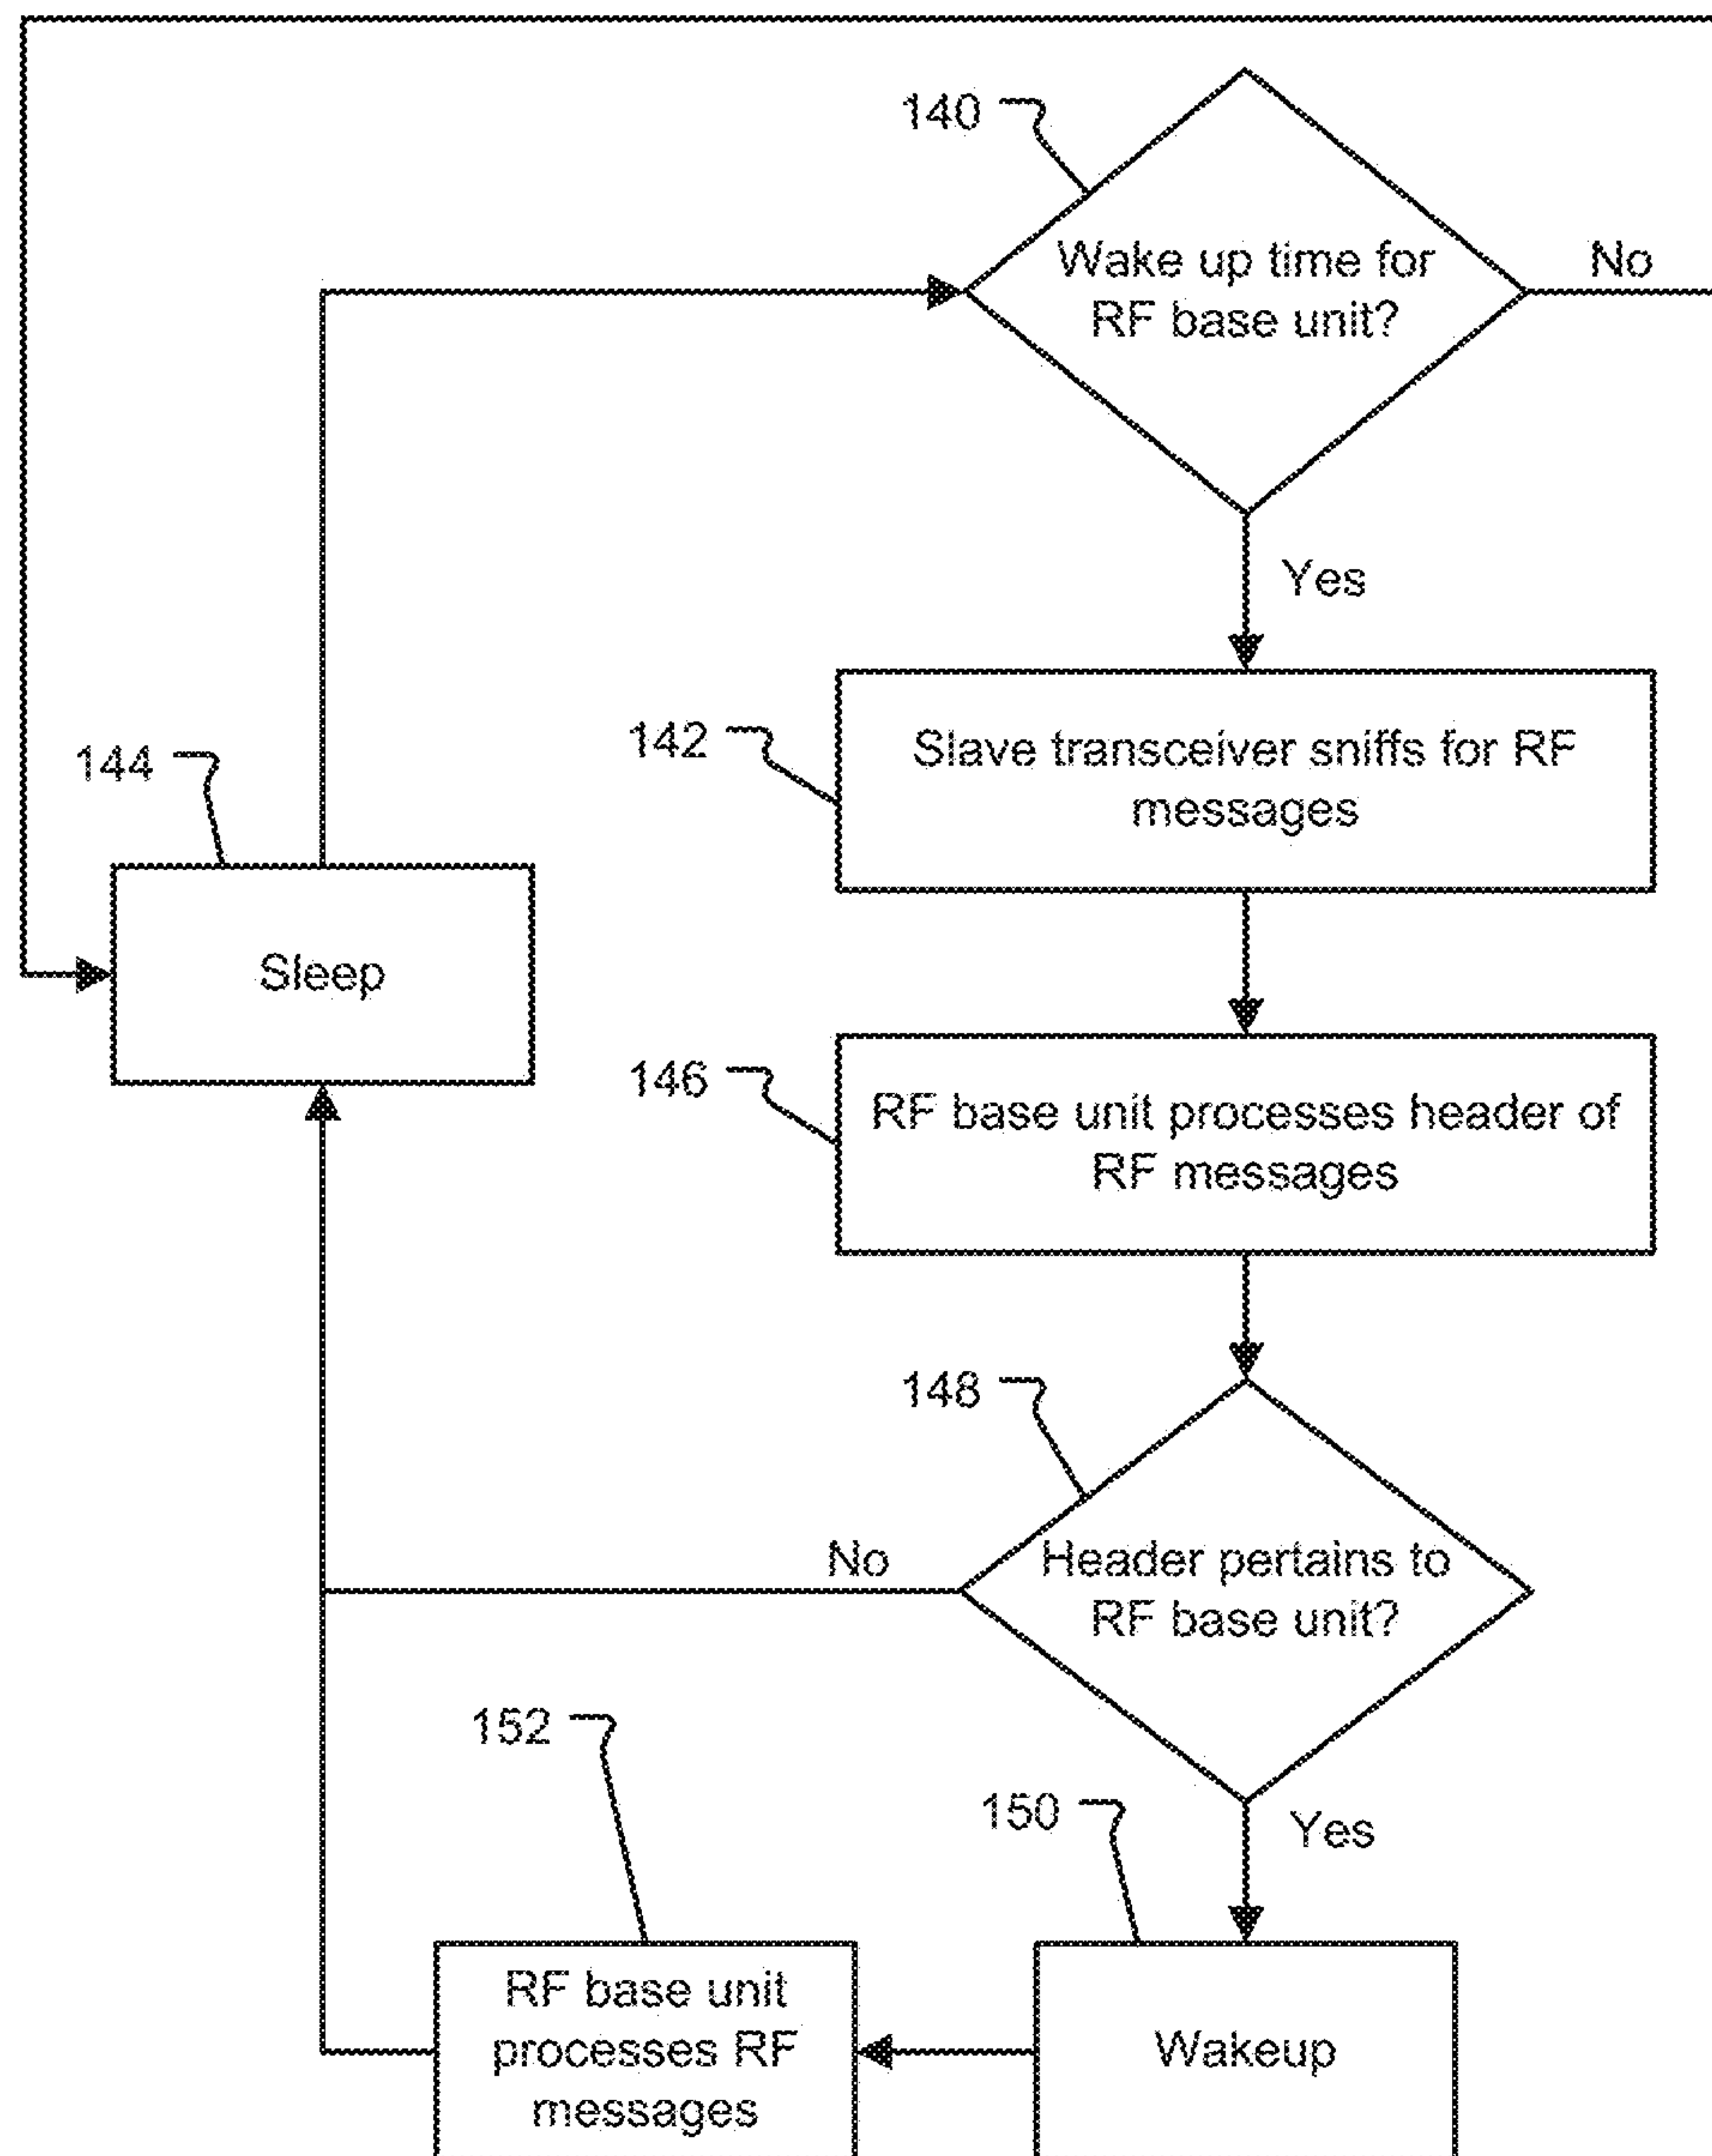 140
Wake up time for
RF base unit?
No
Yes
142
Slave transceiver sniffs for RF
messages
144
Sleep
146
RF base unit processes header of
RF messages
148
No
Header pertains to
RF base unit?
Yes
152
150
RF base unit
processes RF
messages
Wakeup